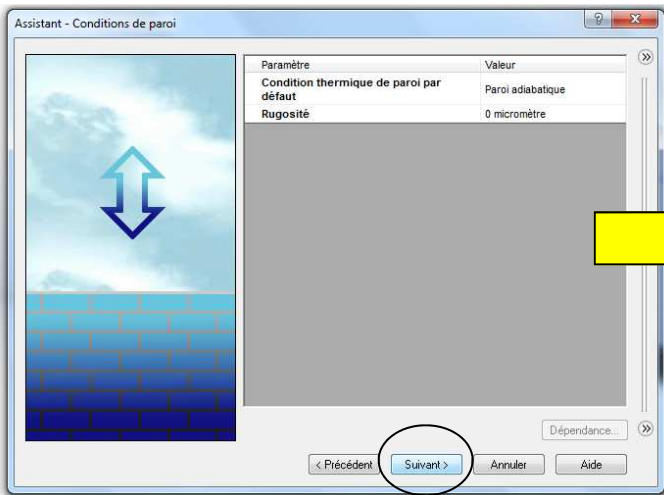 Assistant - Conditions de paroi
Paramètre Valeur
Condition thermique de paroi par
défaut
Paroi adiabatique
Rugosité 0 micromètre
Dépendance...
< Précédent Suivant > Annuler Aide